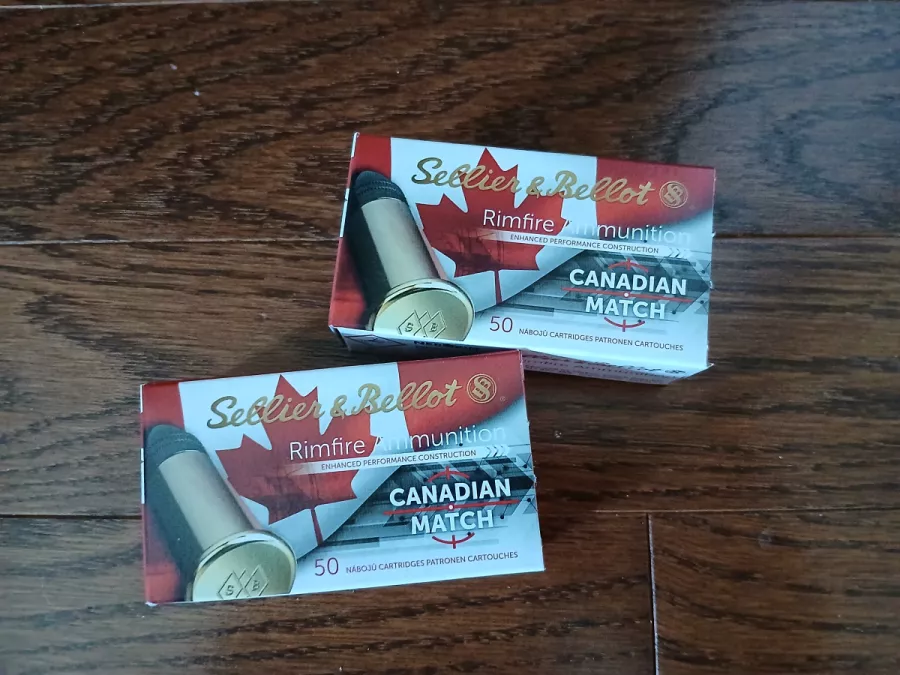 Sellier & Bellot
Rimfire Ammunition
ENHANCED PERFORMANCE CONSTRUCTION
CANADIAN
MATCH
50 NÁBOJŮ CARTRIDGES PATRONEN CARTOUCHES
S B
Sellier & Bellot
Rimfire Ammunition
ENHANCED PERFORMANCE CONSTRUCTION
CANADIAN
MATCH
50 NÁBOJŮ CARTRIDGES PATRONEN CARTOUCHES
S B